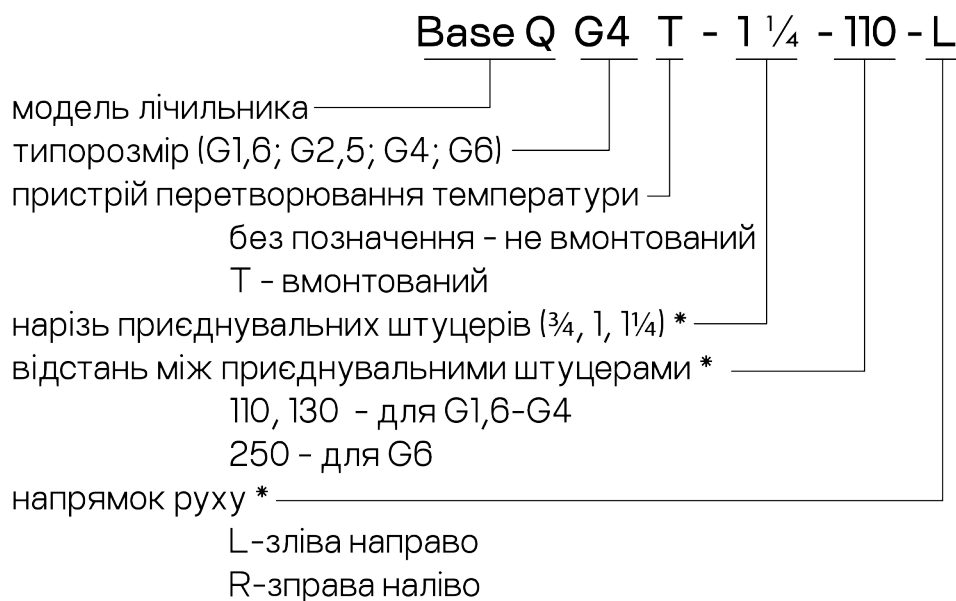 Base Q G4 T - 1 ¼ - 110 - L
модель лічильника
типорозмір (G1,6; G2,5; G4; G6)
пристрій перетворювання температури
без позначення - не вмонтований
T - вмонтований
нарізь приєднувальних штуцерів (¾, 1, 1¼) *
відстань між приєднувальними штуцерами *
110, 130 - для G1,6-G4
250 - для G6
напрямок руху *
L-зліва направо
R-зправа наліво